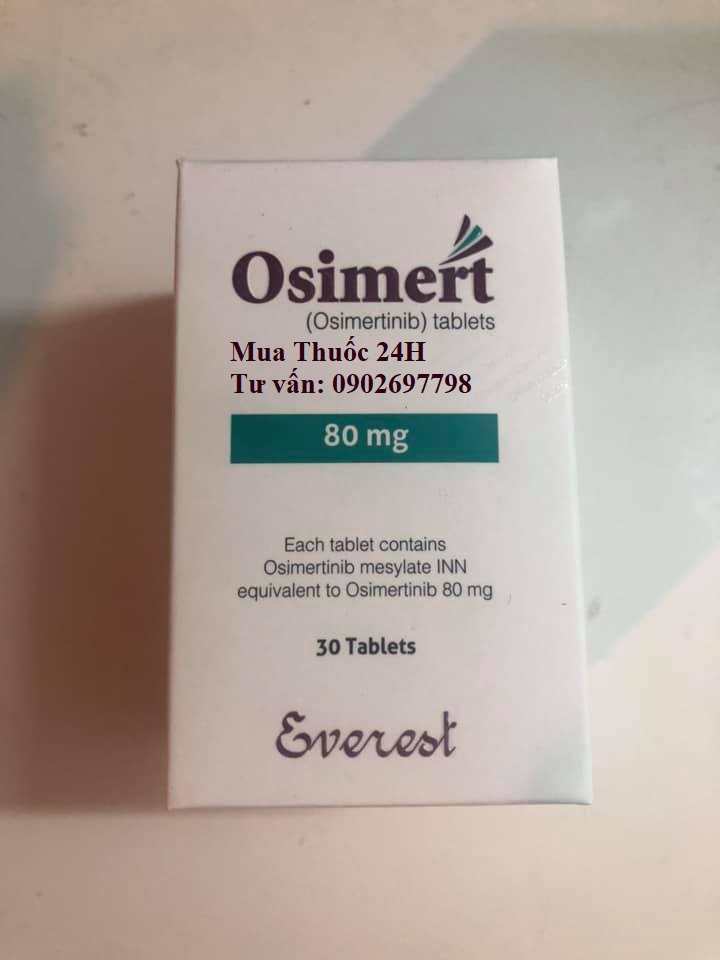 Osimert
(Osimertinib) tablets
Mua Thuốc 24H
Tư vấn: 0902697798
80 mg
Each tablet contains
Osimertinib mesylate INN
equivalent to Osimertinib 80 mg
30 Tablets
Everest